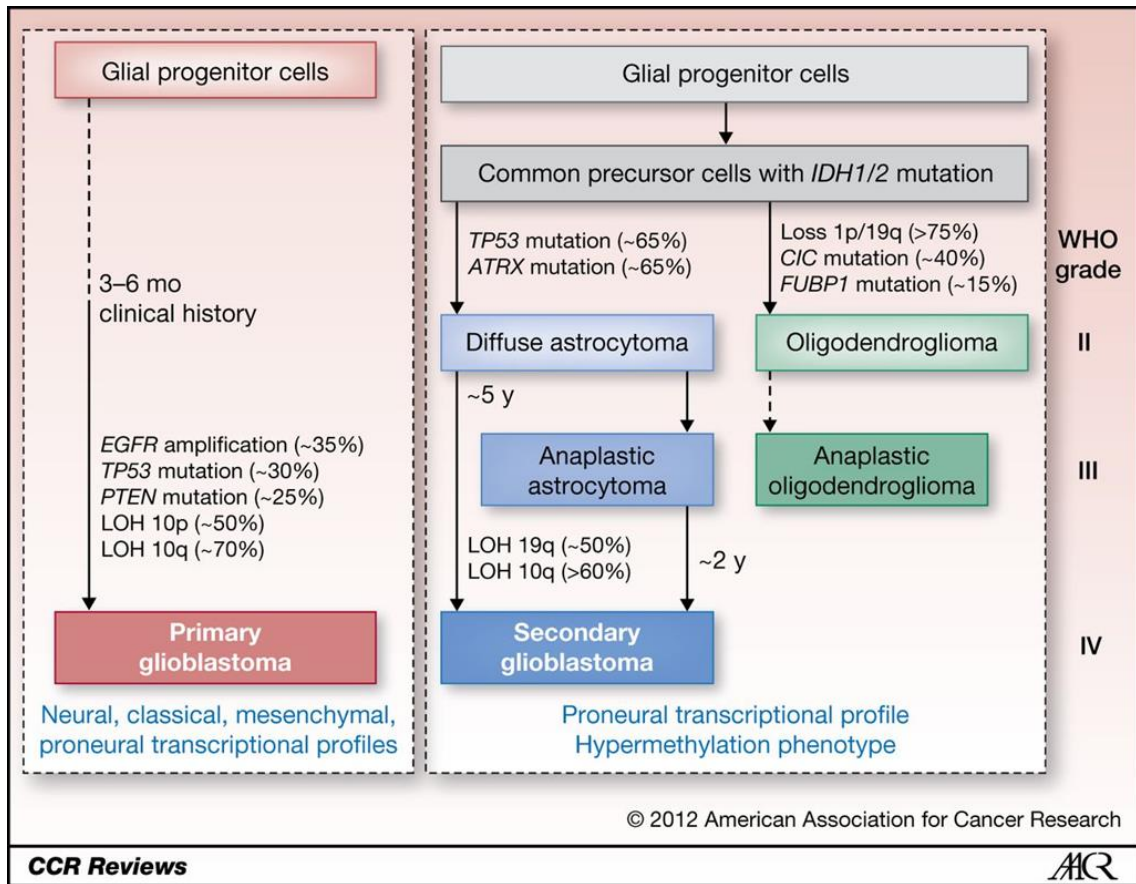 Glial progenitor cells
3–6 mo
clinical history
EGFR amplification (~35%)
TP53 mutation (~30%)
PTEN mutation (~25%)
LOH 10p (~50%)
LOH 10q (~70%)
Primary
glioblastoma
Neural, classical, mesenchymal,
proneural transcriptional profiles
Glial progenitor cells
Common precursor cells with IDH1/2 mutation
TP53 mutation (~65%)
ATRX mutation (~65%)
Loss 1p/19q (>75%)
CIC mutation (~40%)
FUBP1 mutation (~15%)
WHO
grade
Diffuse astrocytoma
Oligodendroglioma
II
~5 y
Anaplastic
astrocytoma
Anaplastic
oligodendroglioma
III
LOH 19q (~50%)
LOH 10q (>60%)
~2 y
Secondary
glioblastoma
IV
Proneural transcriptional profile
Hypermethylation phenotype
© 2012 American Association for Cancer Research
CCR Reviews
AACR